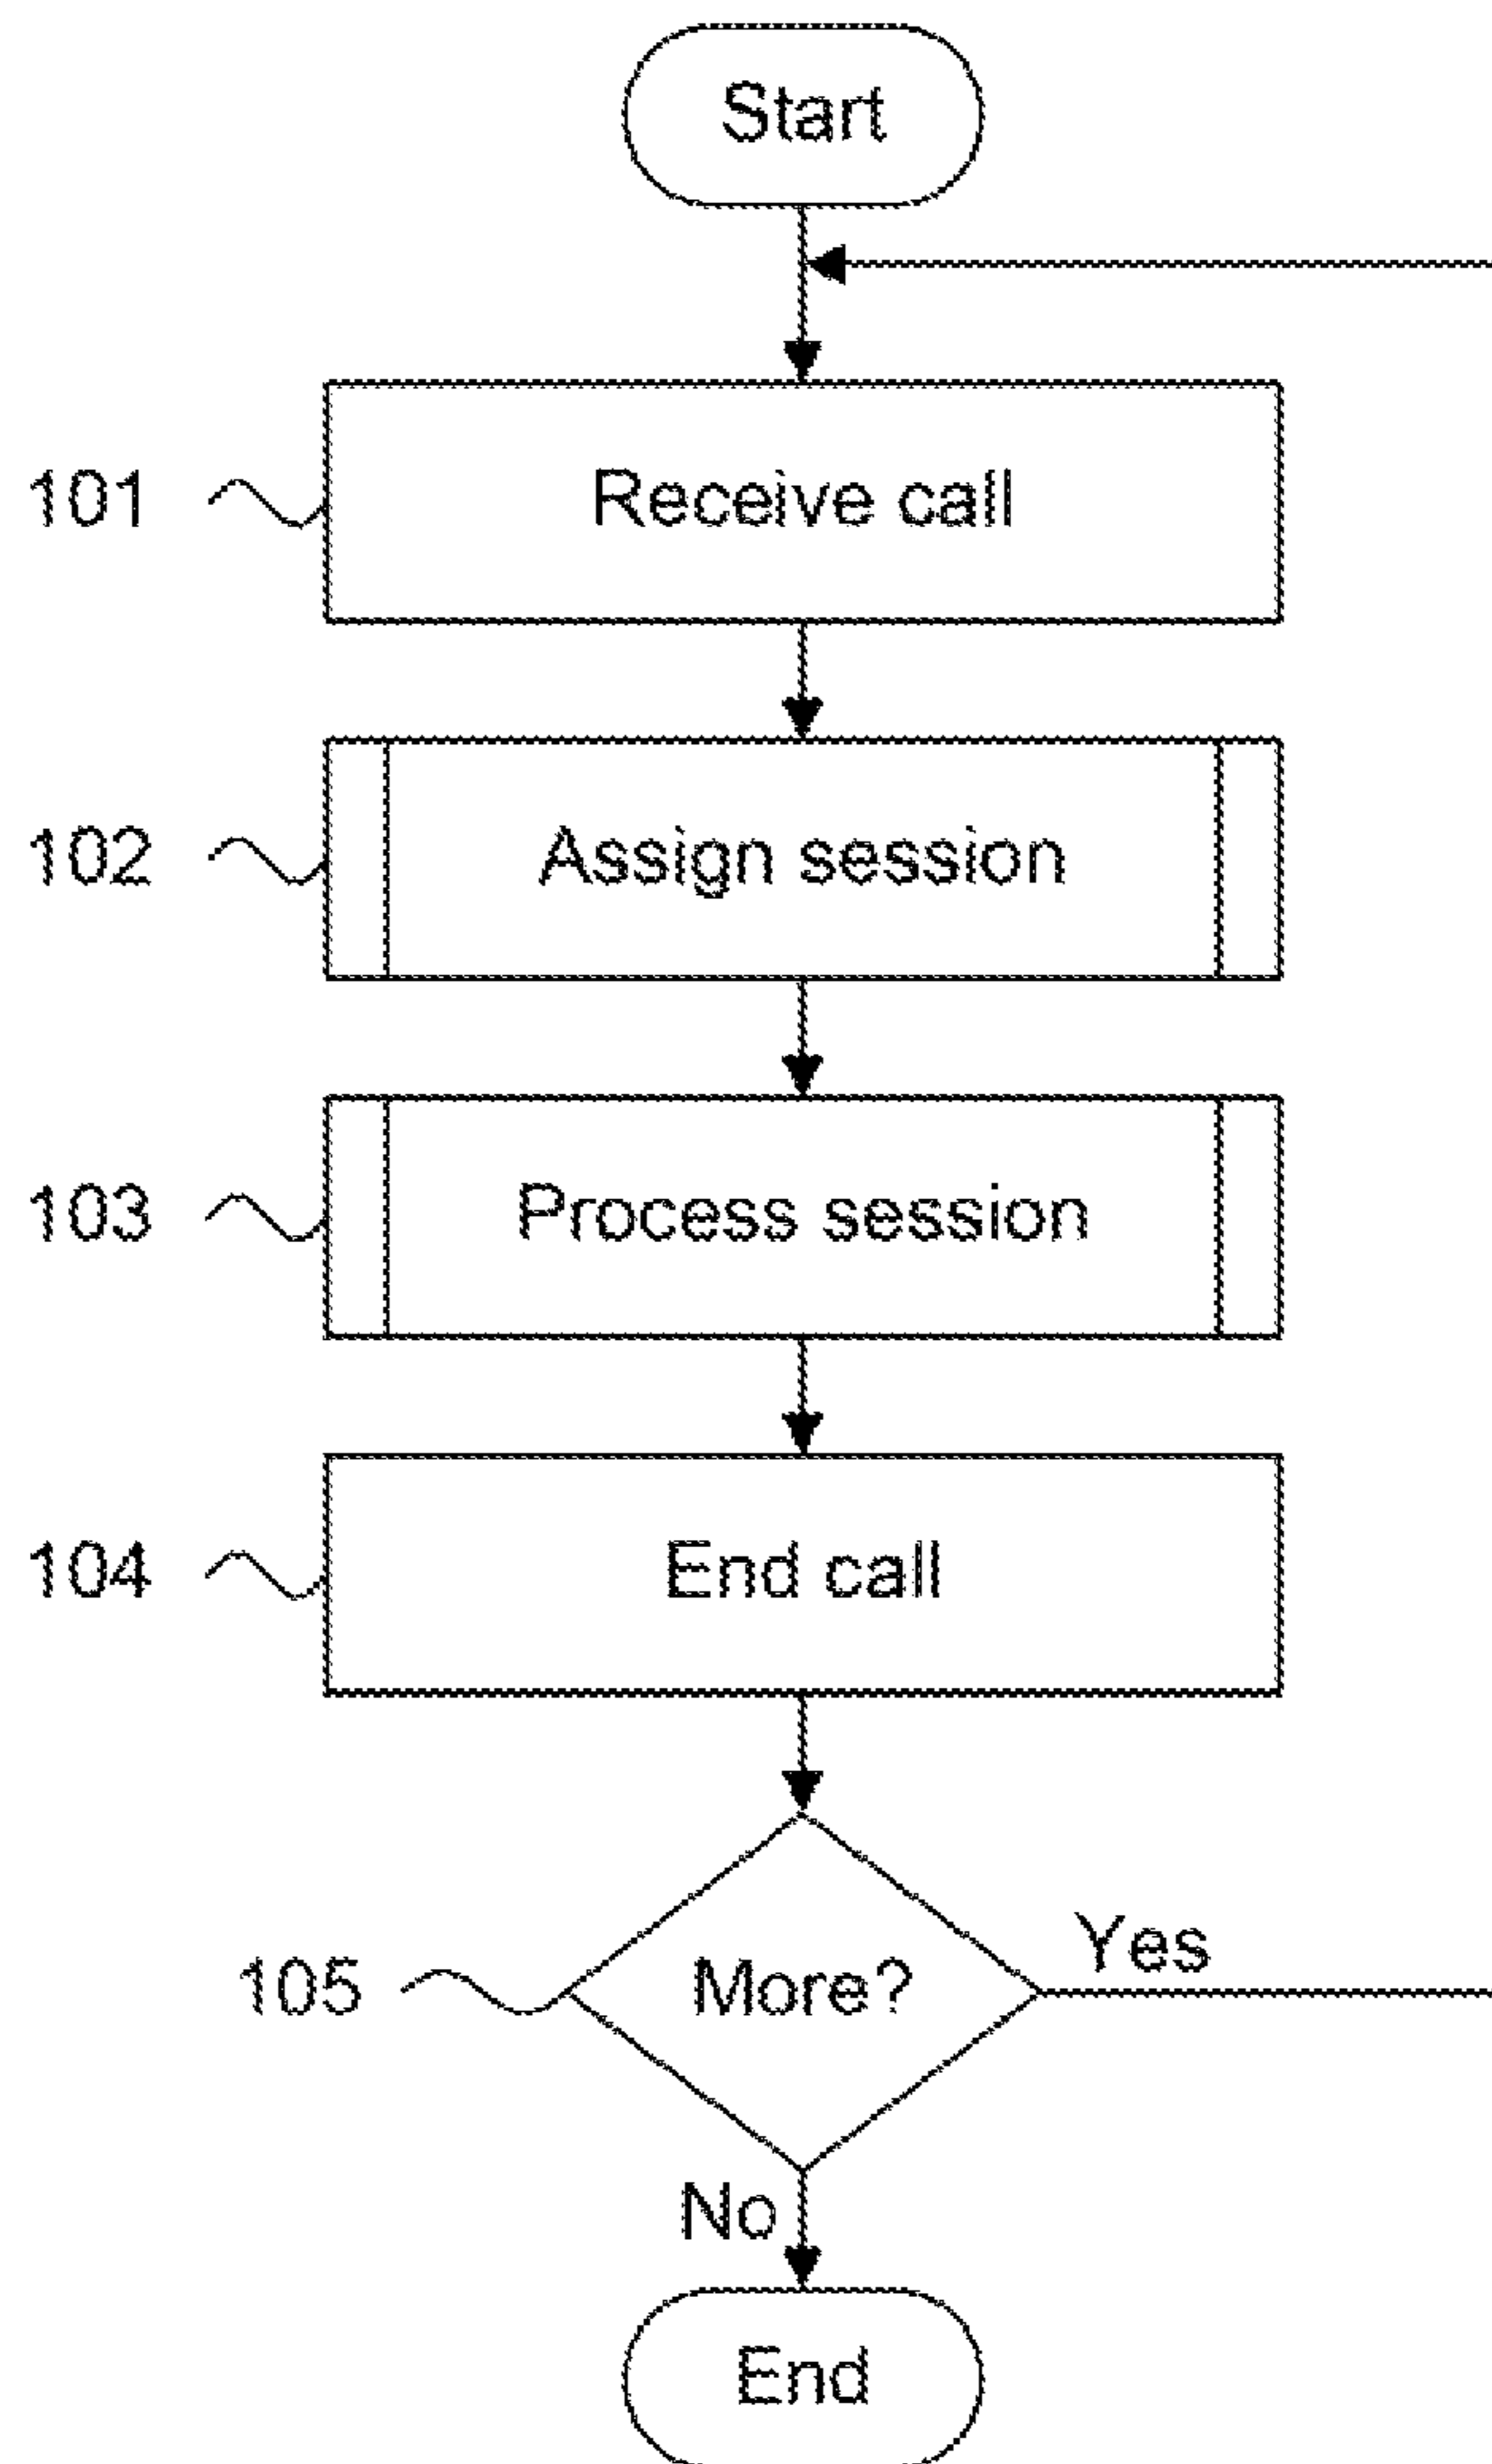 Start
101
Receive call
102
Assign session
103
Process session
104
End call
105
More?
Yes
No
End